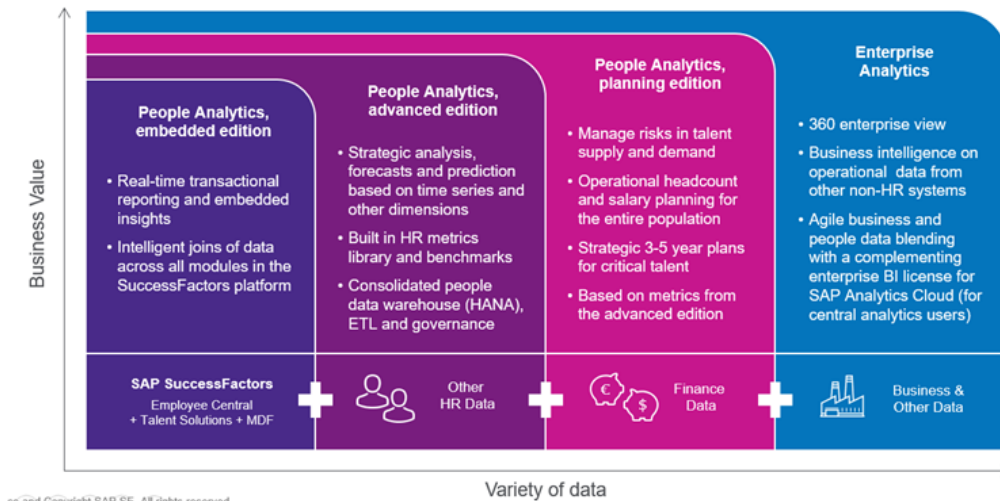 Business Value
People Analytics,
embedded edition
• Real-time transactional
reporting and embedded
insights
• Intelligent joins of data
across all modules in the
SuccessFactors platform
People Analytics,
advanced edition
• Strategic analysis,
forecasts and prediction
based on time series and
other dimensions
• Built in HR metrics
library and benchmarks
• Consolidated people
data warehouse (HANA),
ETL and governance
People Analytics,
planning edition
• Manage risks in talent
supply and demand
• Operational headcount
and salary planning for
the entire population
• Strategic 3-5 year plans
for critical talent
• Based on metrics from
the advanced edition
Enterprise
Analytics
• 360 enterprise view
• Business intelligence on
operational data from
other non-HR systems
• Agile business and
people data blending
with a complementing
enterprise BI license for
SAP Analytics Cloud (for
central analytics users)
SAP SuccessFactors
Employee Central
+ Talent Solutions + MDF
Other
HR Data
€
$
Finance
Data
Business &
Other Data
Variety of data
and Copyright SAP SE. All rights reserved